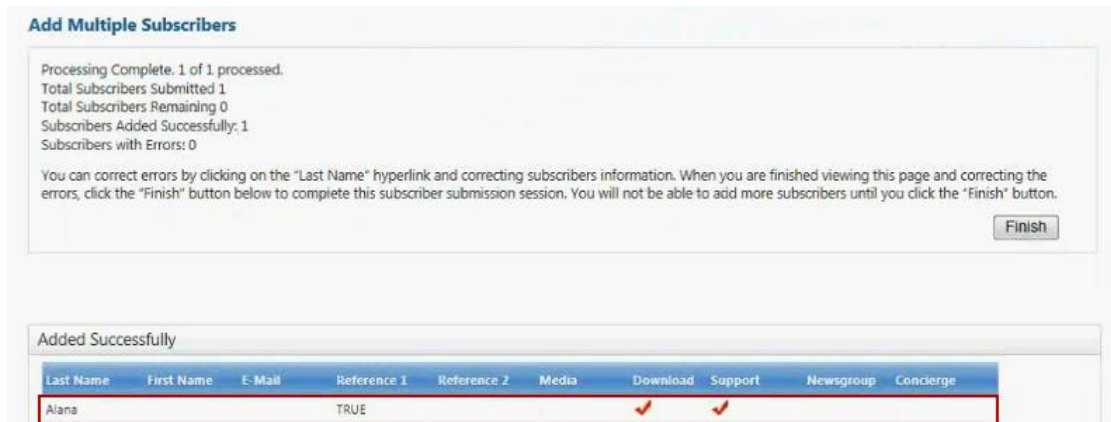 Add Multiple Subscribers
Processing Complete. 1 of 1 processed.
Total Subscribers Submitted 1
Total Subscribers Remaining 0
Subscribers Added Successfully: 1
Subscribers with Errors: 0
You can correct errors by clicking on the "Last Name" hyperlink and correcting subscribers information. When you are finished viewing this page and correcting the
errors, click the "Finish" button below to complete this subscriber submission session. You will not be able to add more subscribers until you click the "Finish" button.
Finish
Added Successfully
Last Name First Name E-Mail Reference 1 Reference 2 Media Download Support Newsgroup Concierge
Alana TRUE